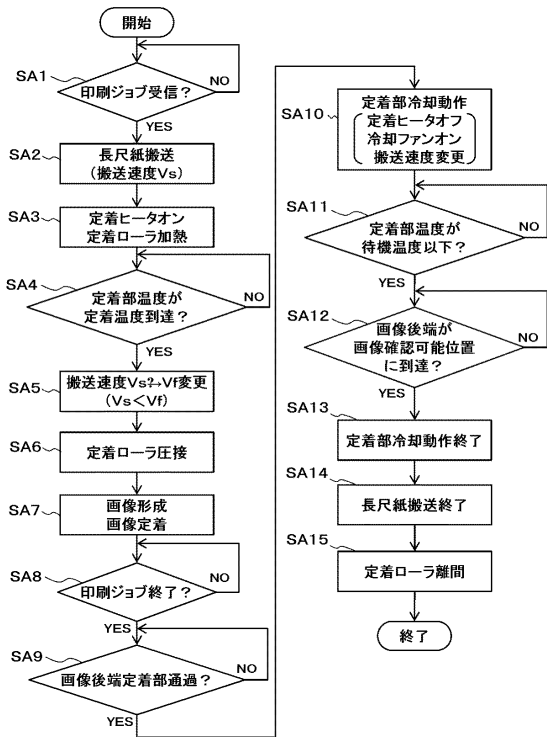 開始
SA1
印刷ジョブ受信？
NO
YES
SA2
長尺紙搬送
(搬送速度Vs)
SA3
定着ヒータオン
定着ローラ加熱
SA4
定着部温度が
定着温度到達？
NO
YES
SA5
搬送速度Vs→Vf変更
(Vs＜Vf)
SA6
定着ローラ圧接
SA7
画像形成
画像定着
SA8
印刷ジョブ終了？
NO
YES
SA9
画像後端定着部通過？
NO
YES
SA10
定着部冷却動作
定着ヒータオフ
冷却ファンオン
搬送速度変更
SA11
定着部温度が
待機温度以下？
NO
YES
SA12
画像後端が
画像確認可能位置
に到達？
NO
YES
SA13
定着部冷却動作終了
SA14
長尺紙搬送終了
SA15
定着ローラ離間
終了